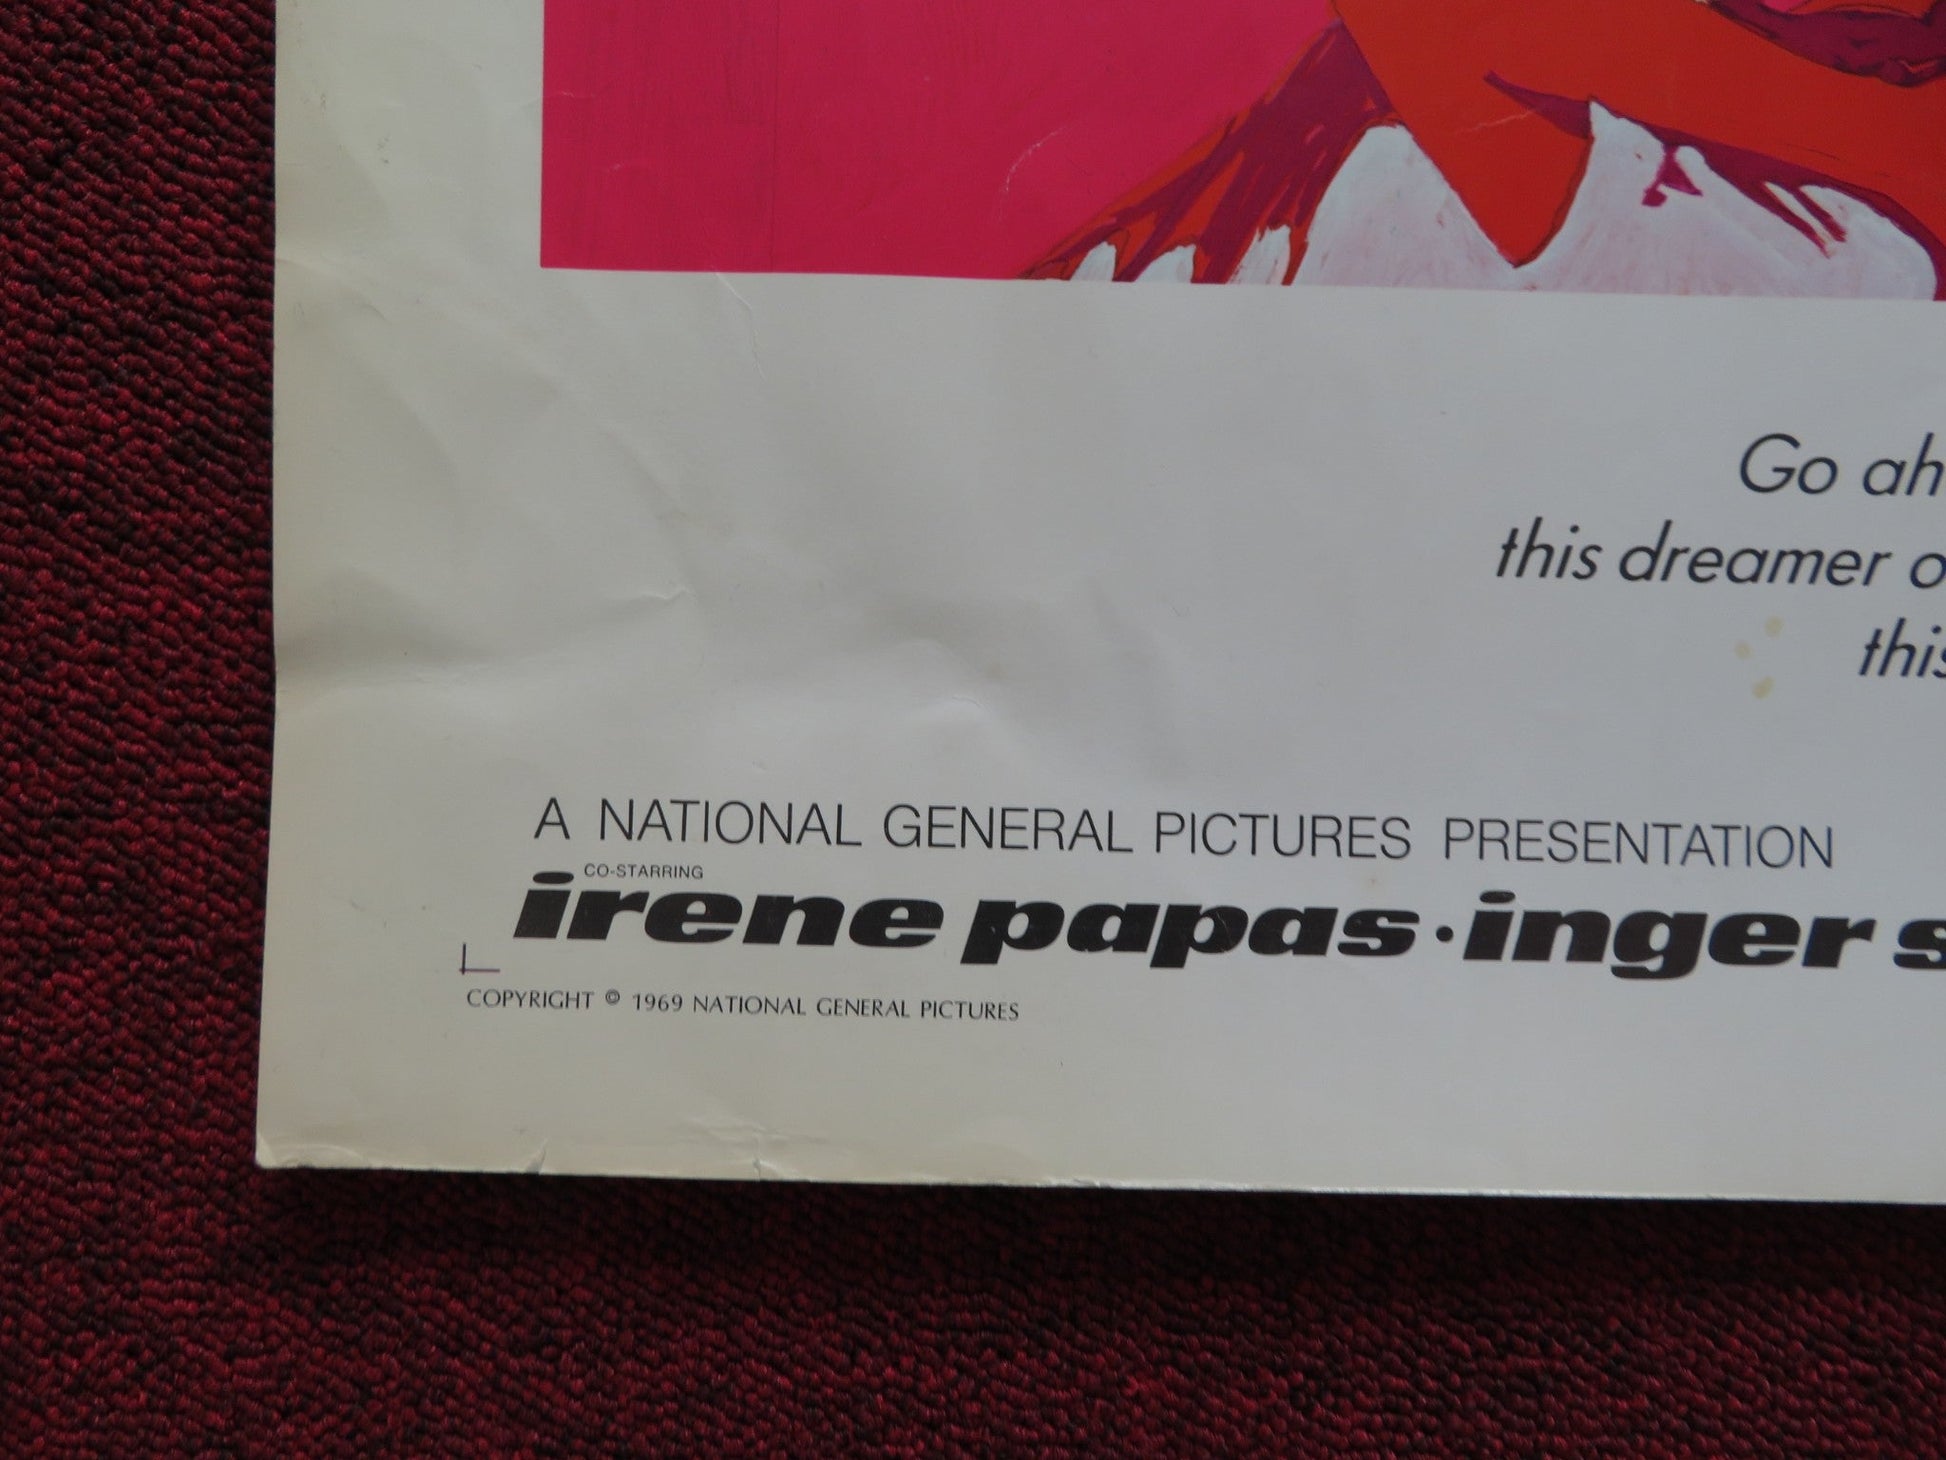 Go ah
this dreamer o
this
A NATIONAL GENERAL PICTURES PRESENTATION
CO-STARRING
irene papas • inger s
COPYRIGHT © 1969 NATIONAL GENERAL PICTURES